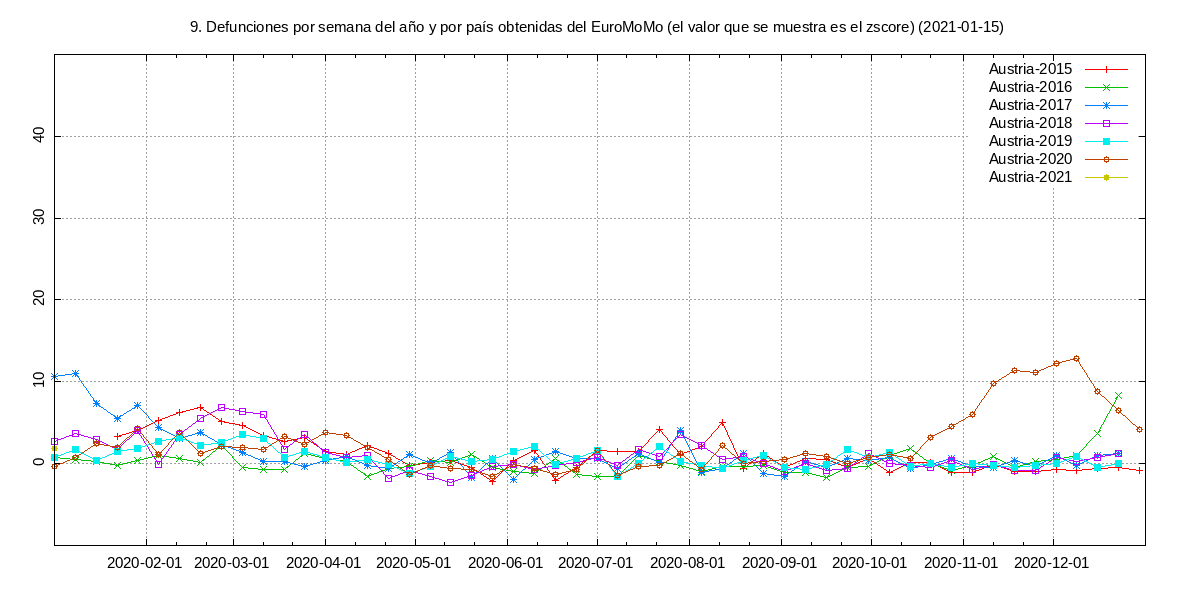 9. Defunciones por semana del año y por país obtenidas del EuroMoMo (el valor que se muestra es el zscore) (2021-01-15)
Austria-2015
Austria-2016
Austria-2017
Austria-2018
Austria-2019
Austria-2020
Austria-2021
40
30
20
10
0
2020-02-01 2020-03-01 2020-04-01 2020-05-01 2020-06-01 2020-07-01 2020-08-01 2020-09-01 2020-10-01 2020-11-01 2020-12-01